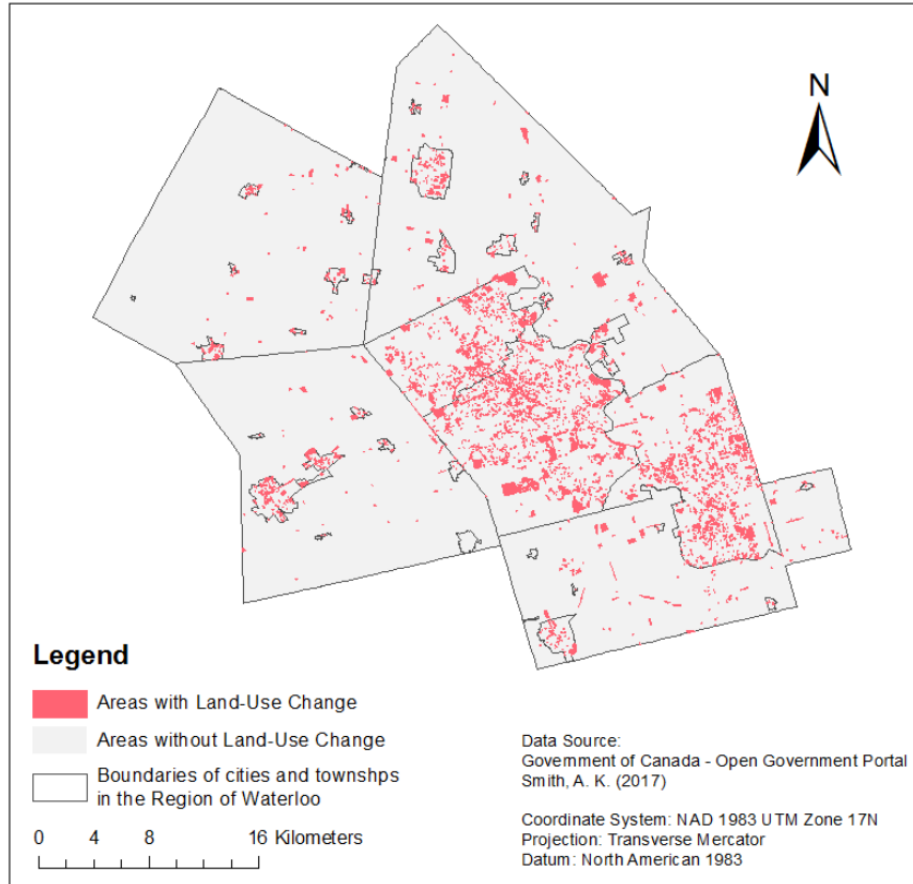 N
Legend
Areas with Land-Use Change
Areas without Land-Use Change
Boundaries of cities and townshps
in the Region of Waterloo
0 4 8 16 Kilometers
Data Source:
Government of Canada - Open Government Portal
Smith, A. K. (2017)
Coordinate System: NAD 1983 UTM Zone 17N
Projection: Transverse Mercator
Datum: North American 1983